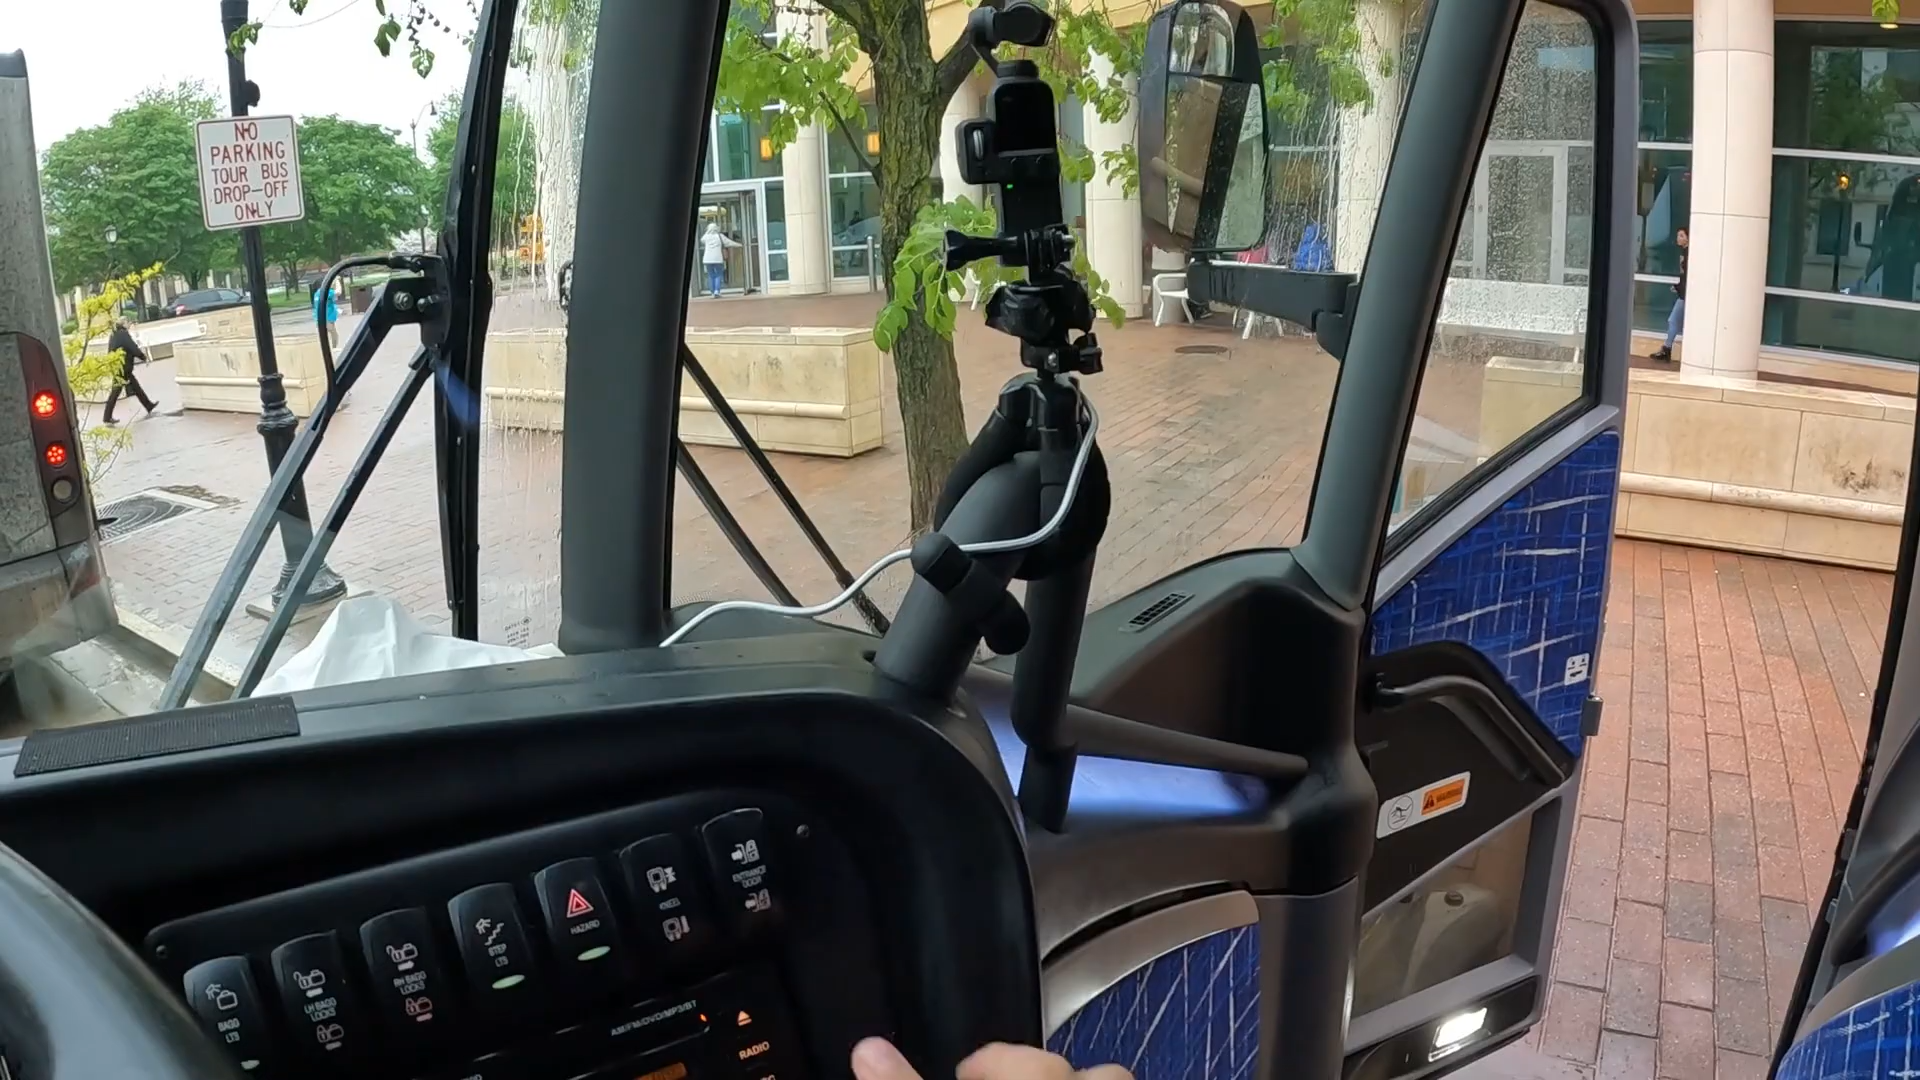 NO
PARKING
TOUR BUS
DROP-OFF
ONLY
BAGG
LTS
LH BAGG
LOCKS
RH BAGG
LOCKS
STEP
LTS
HAZARD
KNEEL
ENTRANCE
DOOR
AM/FM/DVD/MP3/BT
RADIO
WARNING